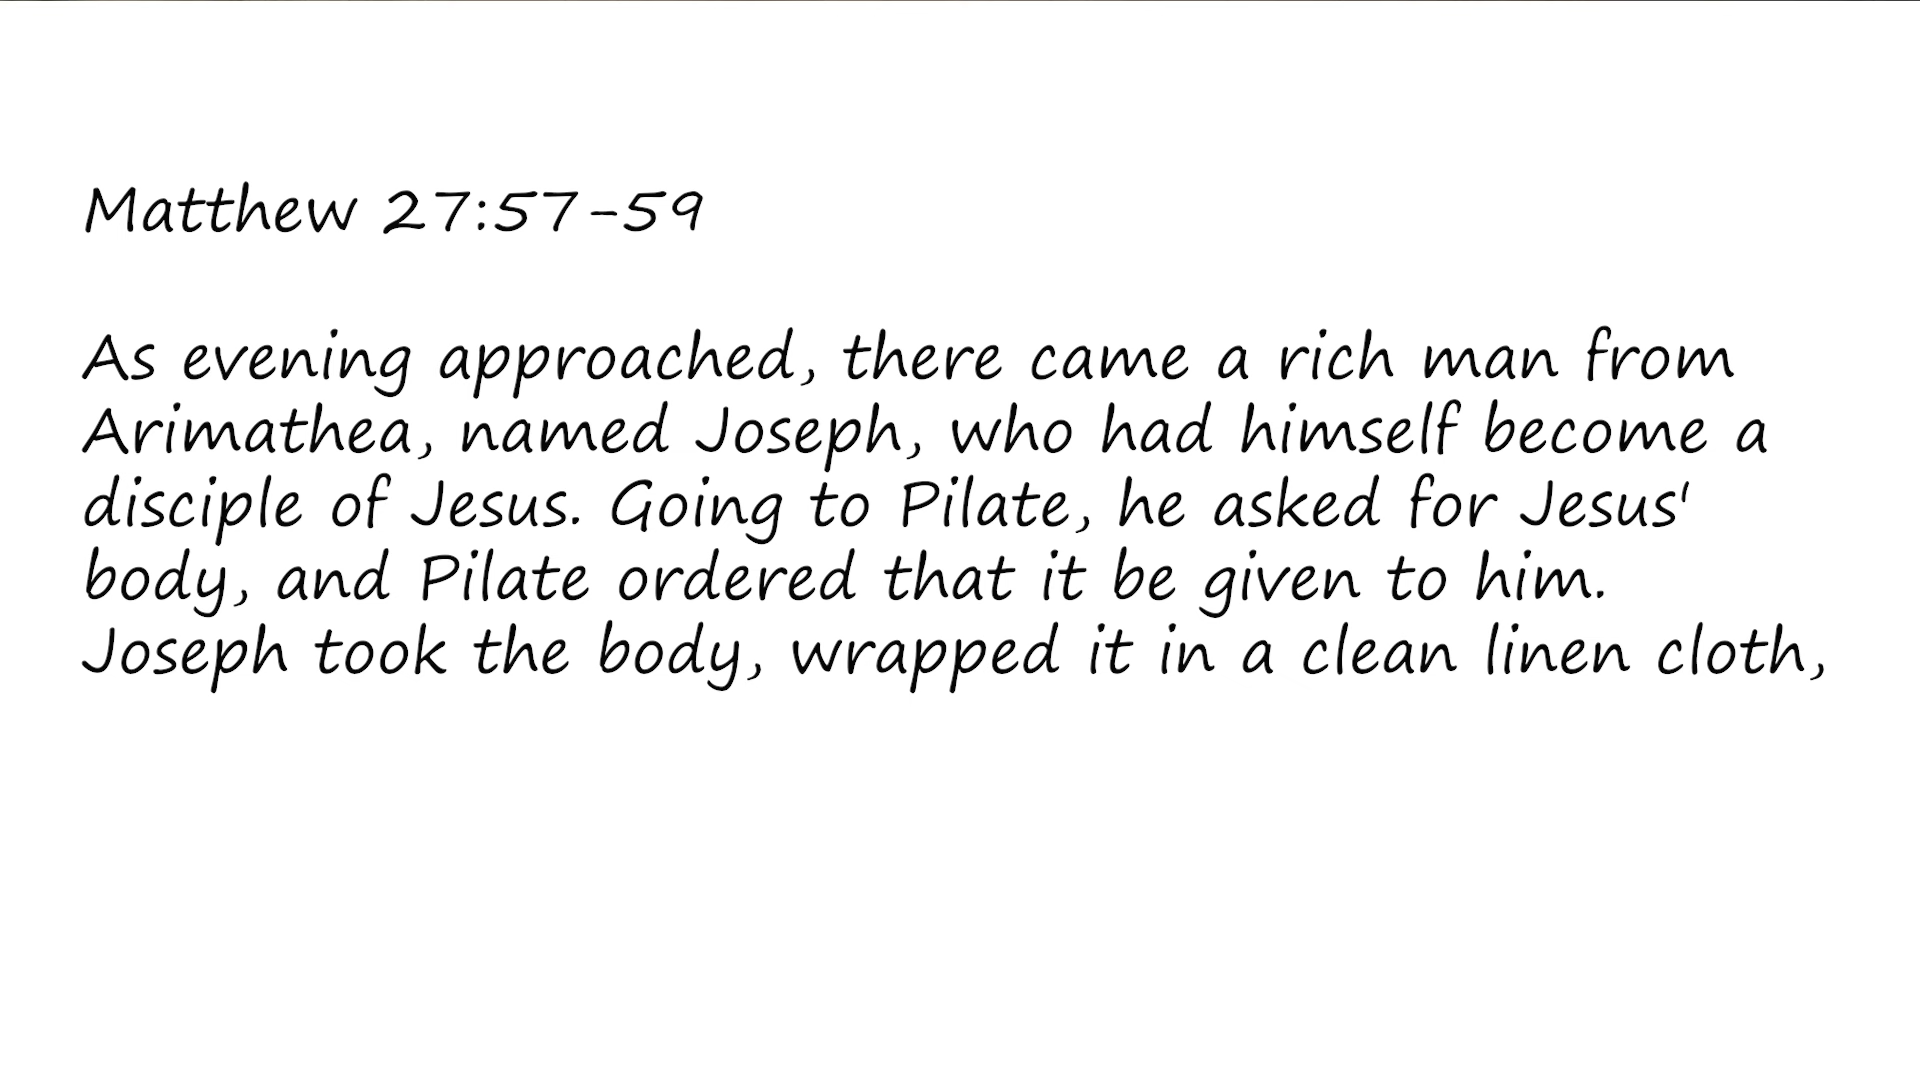 Matthew 27:57-59
As evening approached, there came a rich man from
Arimathea, named Joseph, who had himself become a
disciple of Jesus. Going to Pilate, he asked for Jesus'
body, and Pilate ordered that it be given to him.
Joseph took the body, wrapped it in a clean linen cloth,